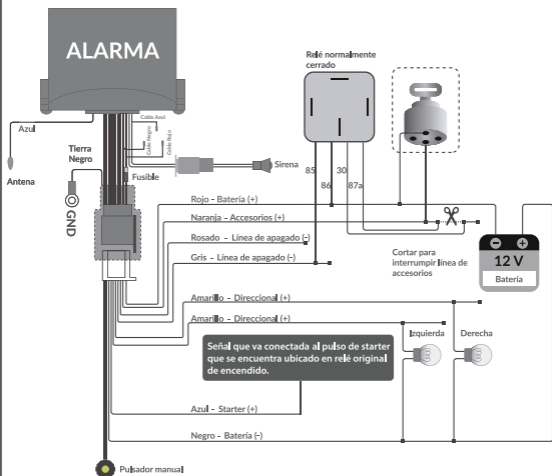 ALARMA
Azul
Antena
Tierra
Negro
GND
Cable Azul
Cable Negro
Cable Rojo
Fusible
Sirena
Relé normalmente
cerrado
85
86
30
87a
Rojo - Batería (+)
Naranja - Accesorios (+)
Rosado - Línea de apagado (-)
Gris - Línea de apagado (-)
Cortar para
interrumpir línea de
accesorios
12 V
Batería
Amarillo - Direccional (+)
Amarillo - Direccional (+)
Izquierda
Derecha
Señal que va conectada al pulso de starter
que se encuentra ubicado en relé original
de encendido.
Azul - Starter (+)
Negro - Batería (-)
Pulsador manual